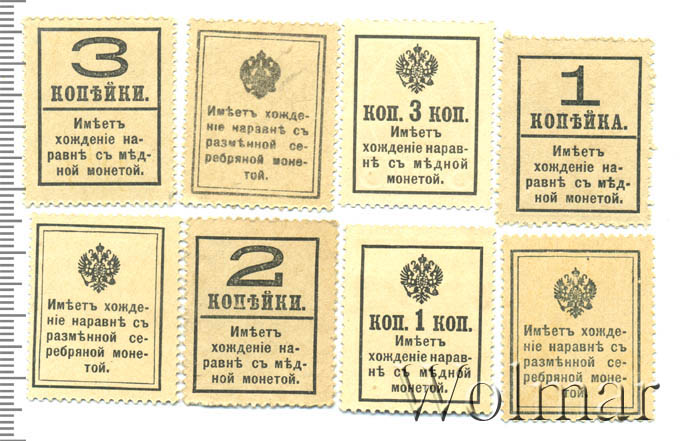 3
КОПѢЙКИ.
Имѣетъ
хожденіе на-
равнѣ съ мѣд-
ной монетой.
Имѣетъ хожде-
ніе наравнѣ съ
размѣнной се-
ребряной моне-
той.
КОП. 3 КОП.
Имѣетъ
хожденіе нарав-
нѣ съ мѣдной
монетой.
1
КОПѢЙКА.
Имѣетъ
хожденіе на-
равнѣ съ мѣд-
ной монетой.
Имѣетъ хожде-
ніе наравнѣ съ
размѣнной се-
ребряной моне-
той.
2
КОПѢЙКИ.
Имѣетъ
хожденіе на-
равнѣ съ мѣд-
ной монетой.
КОП. 1 КОП.
Имѣетъ
хожденіе нарав-
нѣ съ мѣдной
монетой.
Имѣетъ хожде-
ніе наравнѣ съ
размѣнной се-
ребряной моне-
той.
Wolmar